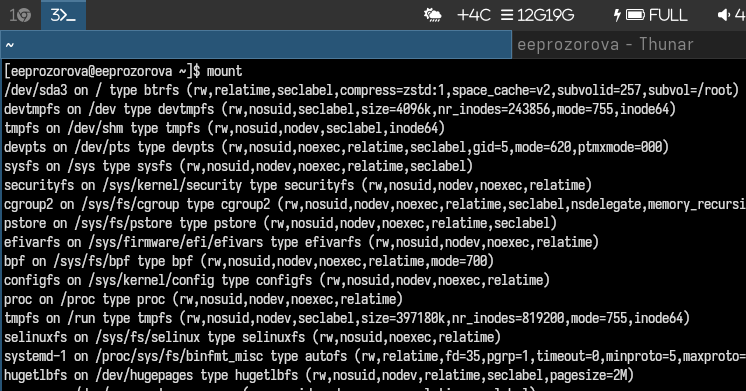 1
3>_
+4C
12G19G
FULL
4
~
eeprozorova - Thunar
[eeprozorova@eeprozorova ~]$ mount
/dev/sda3 on / type btrfs (rw,relatime,seclabel,compress=zstd:1,space_cache=v2,subvolid=257,subvol=/root)
devtmpfs on /dev type devtmpfs (rw,nosuid,seclabel,size=4096k,nr_inodes=243856,mode=755,inode64)
tmpfs on /dev/shm type tmpfs (rw,nosuid,nodev,seclabel,inode64)
devpts on /dev/pts type devpts (rw,nosuid,noexec,relatime,seclabel,gid=5,mode=620,ptmxmode=000)
sysfs on /sys type sysfs (rw,nosuid,nodev,noexec,relatime,seclabel)
securityfs on /sys/kernel/security type securityfs (rw,nosuid,nodev,noexec,relatime)
cgroup2 on /sys/fs/cgroup type cgroup2 (rw,nosuid,nodev,noexec,relatime,seclabel,nsdelegate,memory_recursi
pstore on /sys/fs/pstore type pstore (rw,nosuid,nodev,noexec,relatime,seclabel)
efivarfs on /sys/firmware/efi/efivars type efivarfs (rw,nosuid,nodev,noexec,relatime)
bpf on /sys/fs/bpf type bpf (rw,nosuid,nodev,noexec,relatime,mode=700)
configfs on /sys/kernel/config type configfs (rw,nosuid,nodev,noexec,relatime)
proc on /proc type proc (rw,nosuid,nodev,noexec,relatime)
tmpfs on /run type tmpfs (rw,nosuid,nodev,seclabel,size=397180k,nr_inodes=819200,mode=755,inode64)
selinuxfs on /sys/fs/selinux type selinuxfs (rw,nosuid,noexec,relatime)
systemd-1 on /proc/sys/fs/binfmt_misc type autofs (rw,relatime,fd=35,pgrp=1,timeout=0,minproto=5,maxproto=
hugetlbfs on /dev/hugepages type hugetlbfs (rw,nosuid,nodev,relatime,seclabel,pagesize=2M)